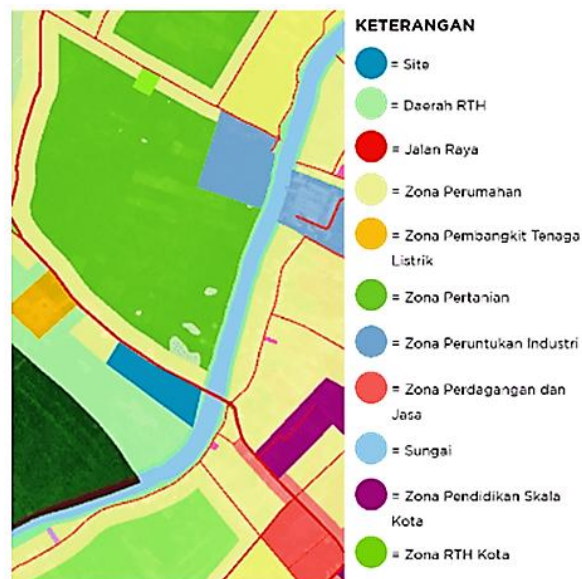 KETERANGAN
= Site
= Daerah RTH
= Jalan Raya
= Zona Perumahan
= Zona Pembangkit Tenaga
Listrik
= Zona Pertanian
= Zona Peruntukan Industri
= Zona Perdagangan dan
Jasa
= Sungai
= Zona Pendidikan Skala
Kota
= Zona RTH Kota